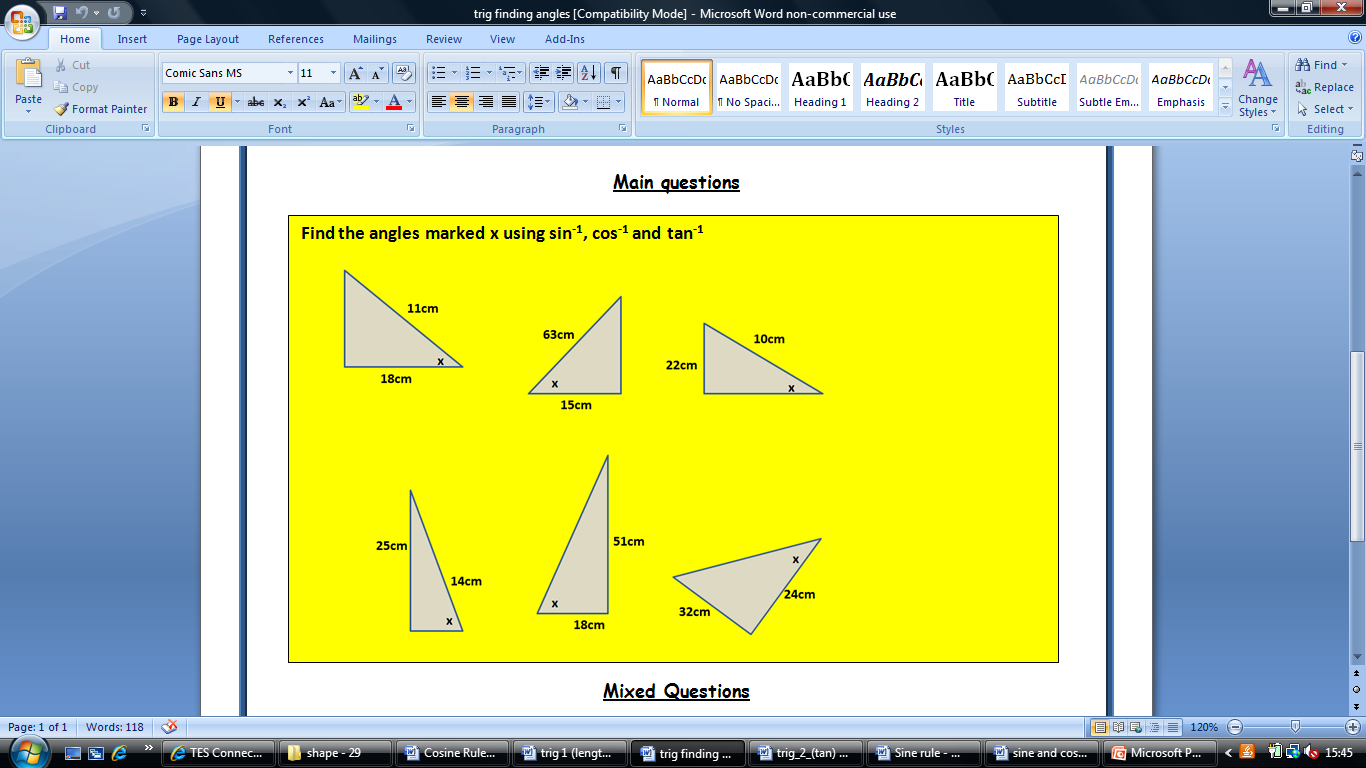 trig finding angles [Compatibility Mode] - Microsoft Word non-commercial use
Home Insert Page Layout References Mailings Review View Add-Ins
Paste
Cut
Copy
Format Painter
Clipboard
Comic Sans MS 11
B I U abc x₂ x² Aa
Font
Paragraph
AaBbCcDc AaBbCcDc AaBbC AaBbCc AaBbC AaBbCcI AaBbCcDc AaBbCcDc
¶ Normal ¶ No Spaci... Heading 1 Heading 2 Title Subtitle Subtle Em... Emphasis
Change Styles
Styles
Find
Replace
Select
Editing
Main questions
Find the angles marked x using sin⁻¹, cos⁻¹ and tan⁻¹
11cm
x
18cm
63cm
x
15cm
10cm
22cm
x
25cm
14cm
x
51cm
x
18cm
x
24cm
32cm
Mixed Questions
Page: 1 of 1 Words: 118 120%
TES Connec... shape - 29 Cosine Rule... trig 1 (lengt... trig finding ... trig_2_(tan) ... Sine rule - ... sine and cos... Microsoft P... 15:45